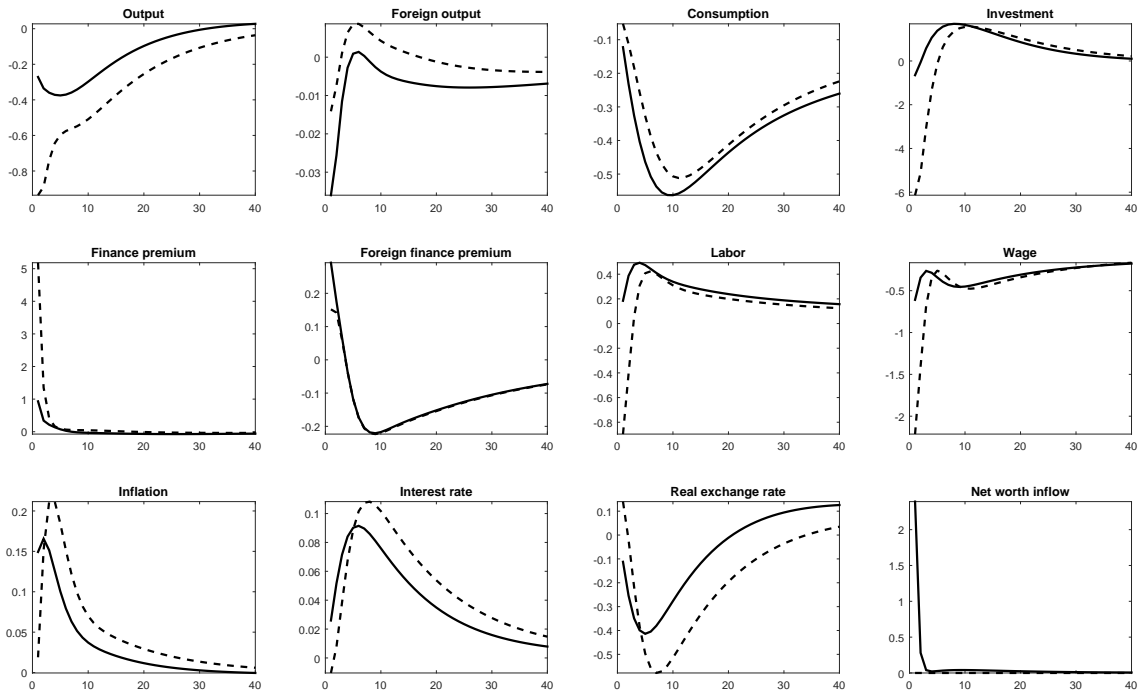 Output
0
-0.2
-0.4
-0.6
-0.8
0 10 20 30 40
Foreign output
0
-0.01
-0.02
-0.03
0 10 20 30 40
Consumption
-0.1
-0.2
-0.3
-0.4
-0.5
0 10 20 30 40
Investment
0
-2
-4
-6
0 10 20 30 40
Finance premium
5
4
3
2
1
0
0 10 20 30 40
Foreign finance premium
0.2
0.1
0
-0.1
-0.2
0 10 20 30 40
Labor
0.4
0.2
0
-0.2
-0.4
-0.6
-0.8
0 10 20 30 40
Wage
-0.5
-1
-1.5
-2
0 10 20 30 40
Inflation
0.2
0.15
0.1
0.05
0
0 10 20 30 40
Interest rate
0.1
0.08
0.06
0.04
0.02
0
0 10 20 30 40
Real exchange rate
0.1
0
-0.1
-0.2
-0.3
-0.4
-0.5
0 10 20 30 40
Net worth inflow
2
1.5
1
0.5
0
0 10 20 30 40